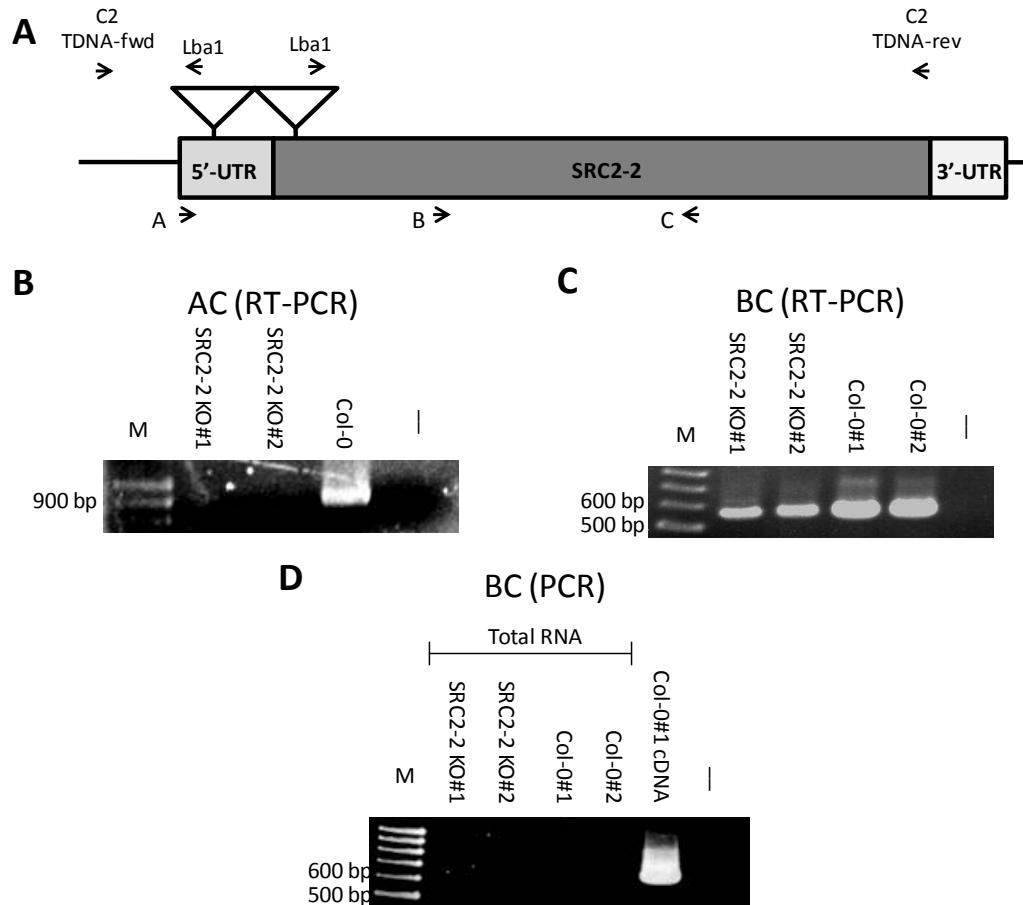 A
C2
TDNA-fwd
Lba1
Lba1
C2
TDNA-rev
5’-UTR
SRC2-2
3’-UTR
A
B
C
B
AC (RT-PCR)
M
SRC2-2 KO#1
SRC2-2 KO#2
Col-0
—
900 bp
C
BC (RT-PCR)
M
SRC2-2 KO#1
SRC2-2 KO#2
Col-0#1
Col-0#2
—
600 bp
500 bp
D
BC (PCR)
Total RNA
M
SRC2-2 KO#1
SRC2-2 KO#2
Col-0#1
Col-0#2
Col-0#1 cDNA
—
600 bp
500 bp